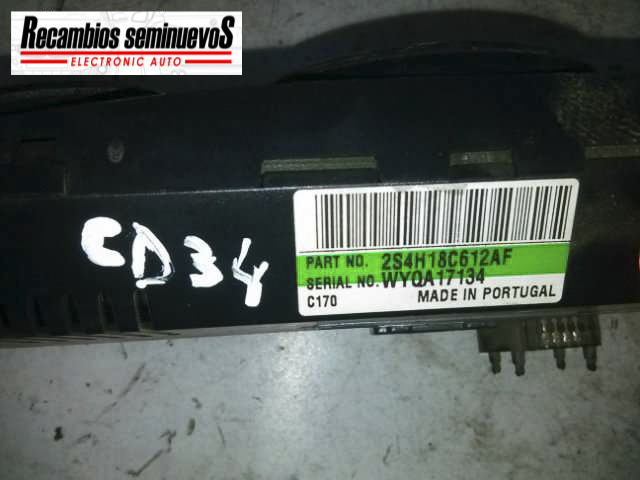 Recambios seminuevoS
ELECTRONIC AUTO
CD34
PART NO. 2S4H18C612AF
SERIAL NO. WYQA17134
C170 MADE IN PORTUGAL